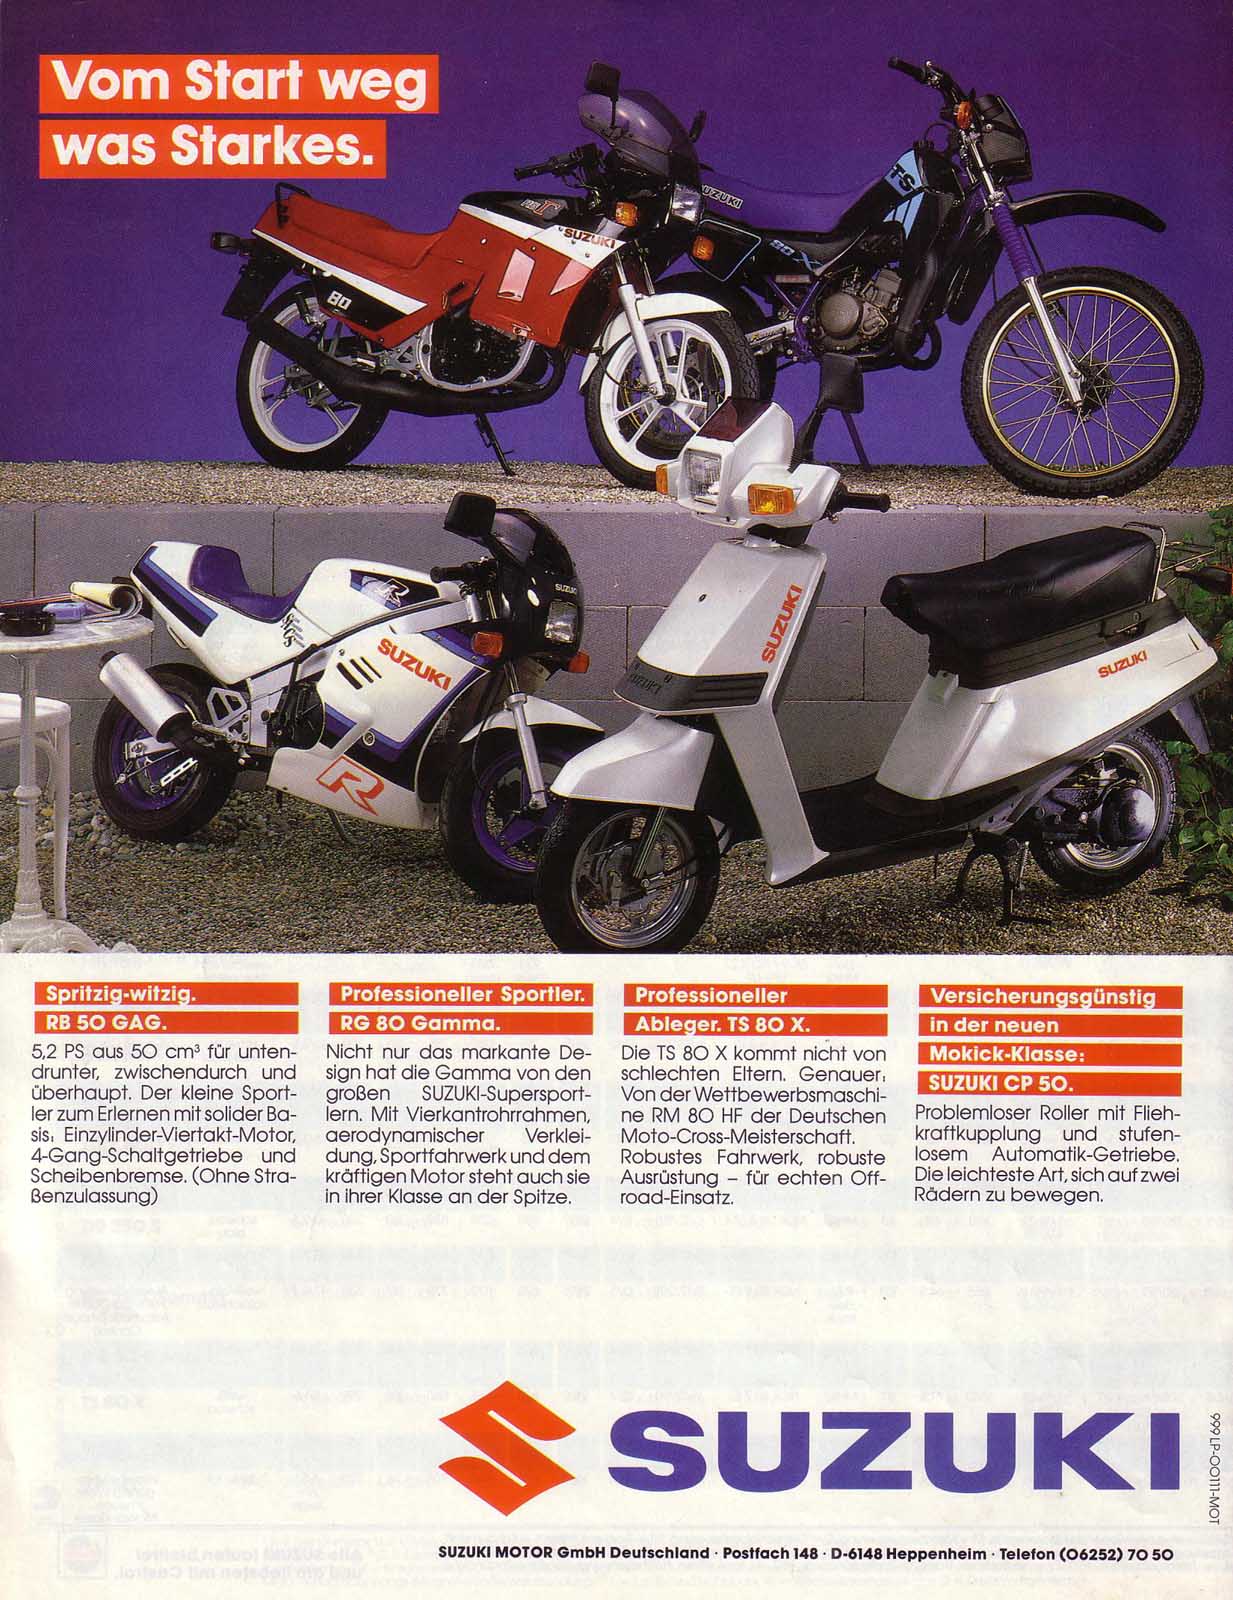 Vom Start weg
was Starkes.
SUZUKI
80
SUZUKI
TS
80 X
SUZUKI
R
SUZUKI
R
SUZUKI
SUZUKI
SUZUKI
Spritzig-witzig.
RB 50 GAG.
5,2 PS aus 50 cm³ für unten-
drunter, zwischendurch und
überhaupt. Der kleine Sport-
ler zum Erlernen mit solider Ba-
sis: Einzylinder-Viertakt-Motor,
4-Gang-Schaltgetriebe und
Scheibenbremse. (Ohne Stra-
ßenzulassung)
Professioneller Sportler.
RG 80 Gamma.
Nicht nur das markante De-
sign hat die Gamma von den
großen SUZUKI-Supersport-
lern. Mit Vierkantrohrrahmen,
aerodynamischer Verklei-
dung, Sportfahrwerk und dem
kräftigen Motor steht auch sie
in ihrer Klasse an der Spitze.
Professioneller
Ableger. TS 80 X.
Die TS 80 X kommt nicht von
schlechten Eltern. Genauer:
Von der Wettbewerbsmaschi-
ne RM 80 HF der Deutschen
Moto-Cross-Meisterschaft.
Robustes Fahrwerk, robuste
Ausrüstung – für echten Off-
road-Einsatz.
Versicherungsgünstig
in der neuen
Mokick-Klasse:
SUZUKI CP 50.
Problemloser Roller mit Flieh-
kraftkupplung und stufen-
losem Automatik-Getriebe.
Die leichteste Art, sich auf zwei
Rädern zu bewegen.
SUZUKI
999 LP-00111-MOT
SUZUKI MOTOR GmbH Deutschland · Postfach 148 · D-6148 Heppenheim · Telefon (06252) 70 50